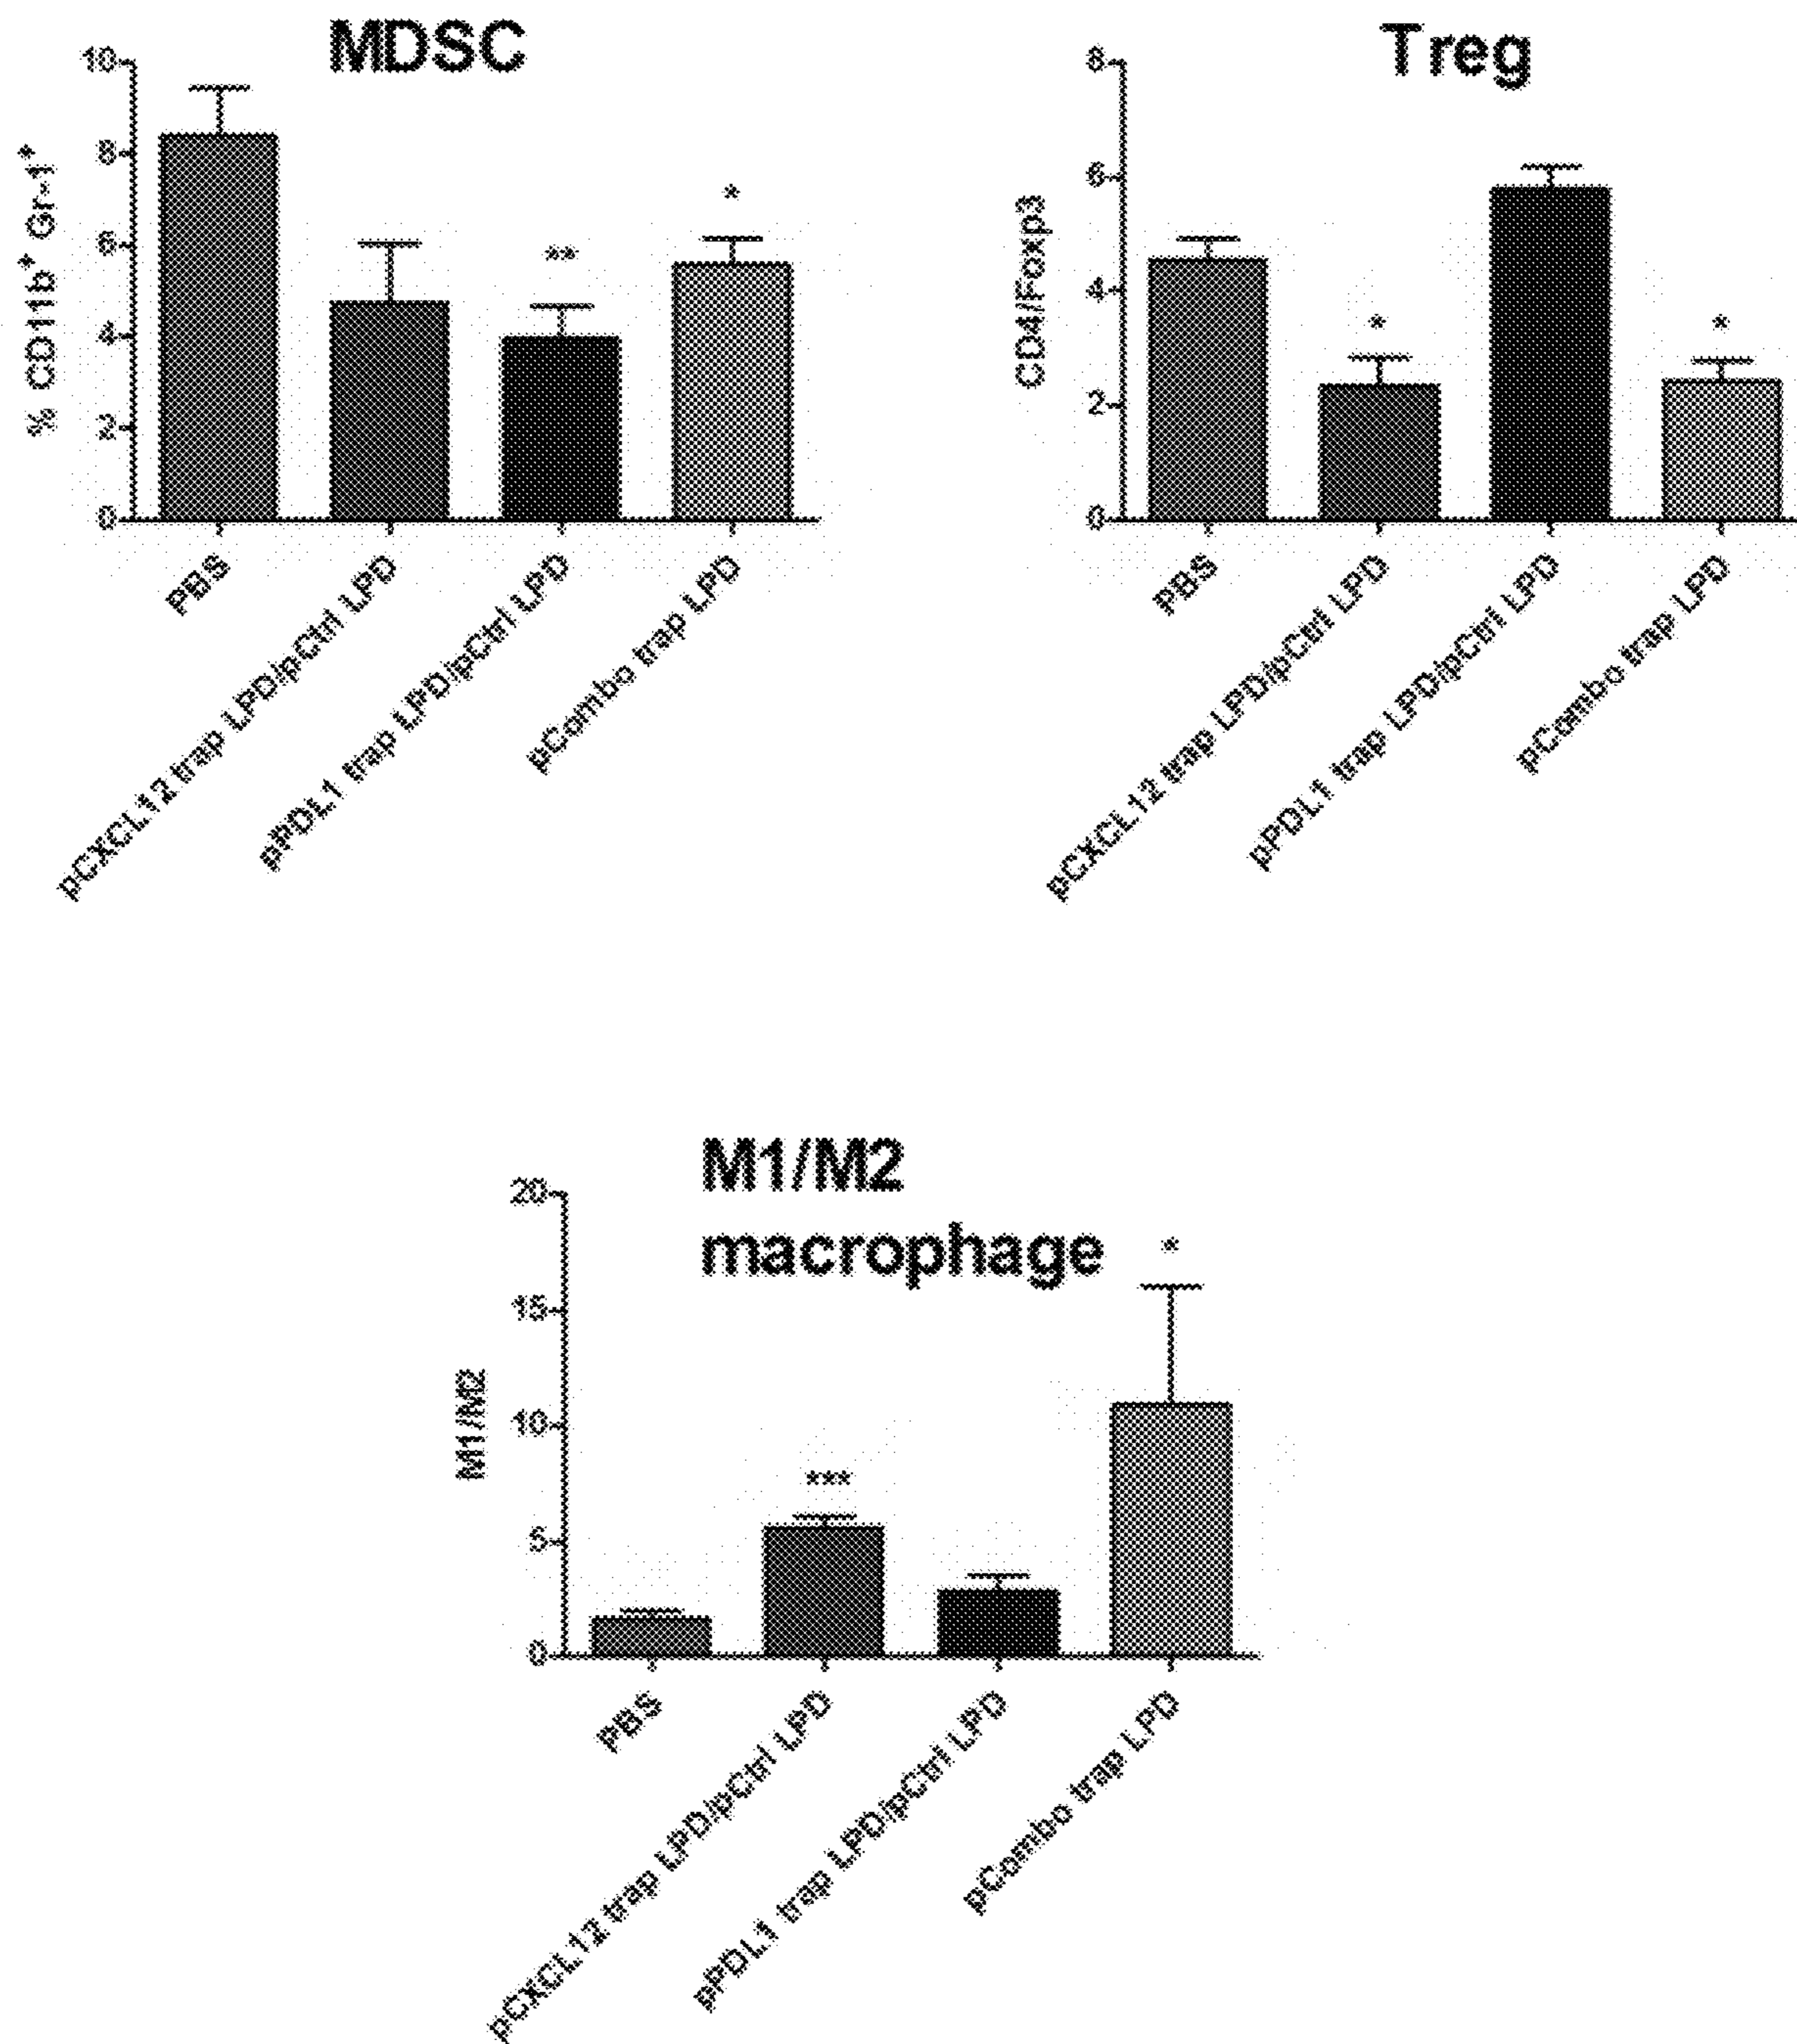 MDSC
% CD11b+ Gr-1+
10
8
6
4
2
0
*
**
PBS
pCXCL12 trap LPD/pCtrl LPD
pPDL1 trap LPD/pCtrl LPD
pCombo trap LPD
Treg
CD4/Foxp3
8
6
4
2
0
*
*
PBS
pCXCL12 trap LPD/pCtrl LPD
pPDL1 trap LPD/pCtrl LPD
pCombo trap LPD
M1/M2
macrophage
M1/M2
20
15
10
5
0
*
***
PBS
pCXCL12 trap LPD/pCtrl LPD
pPDL1 trap LPD/pCtrl LPD
pCombo trap LPD